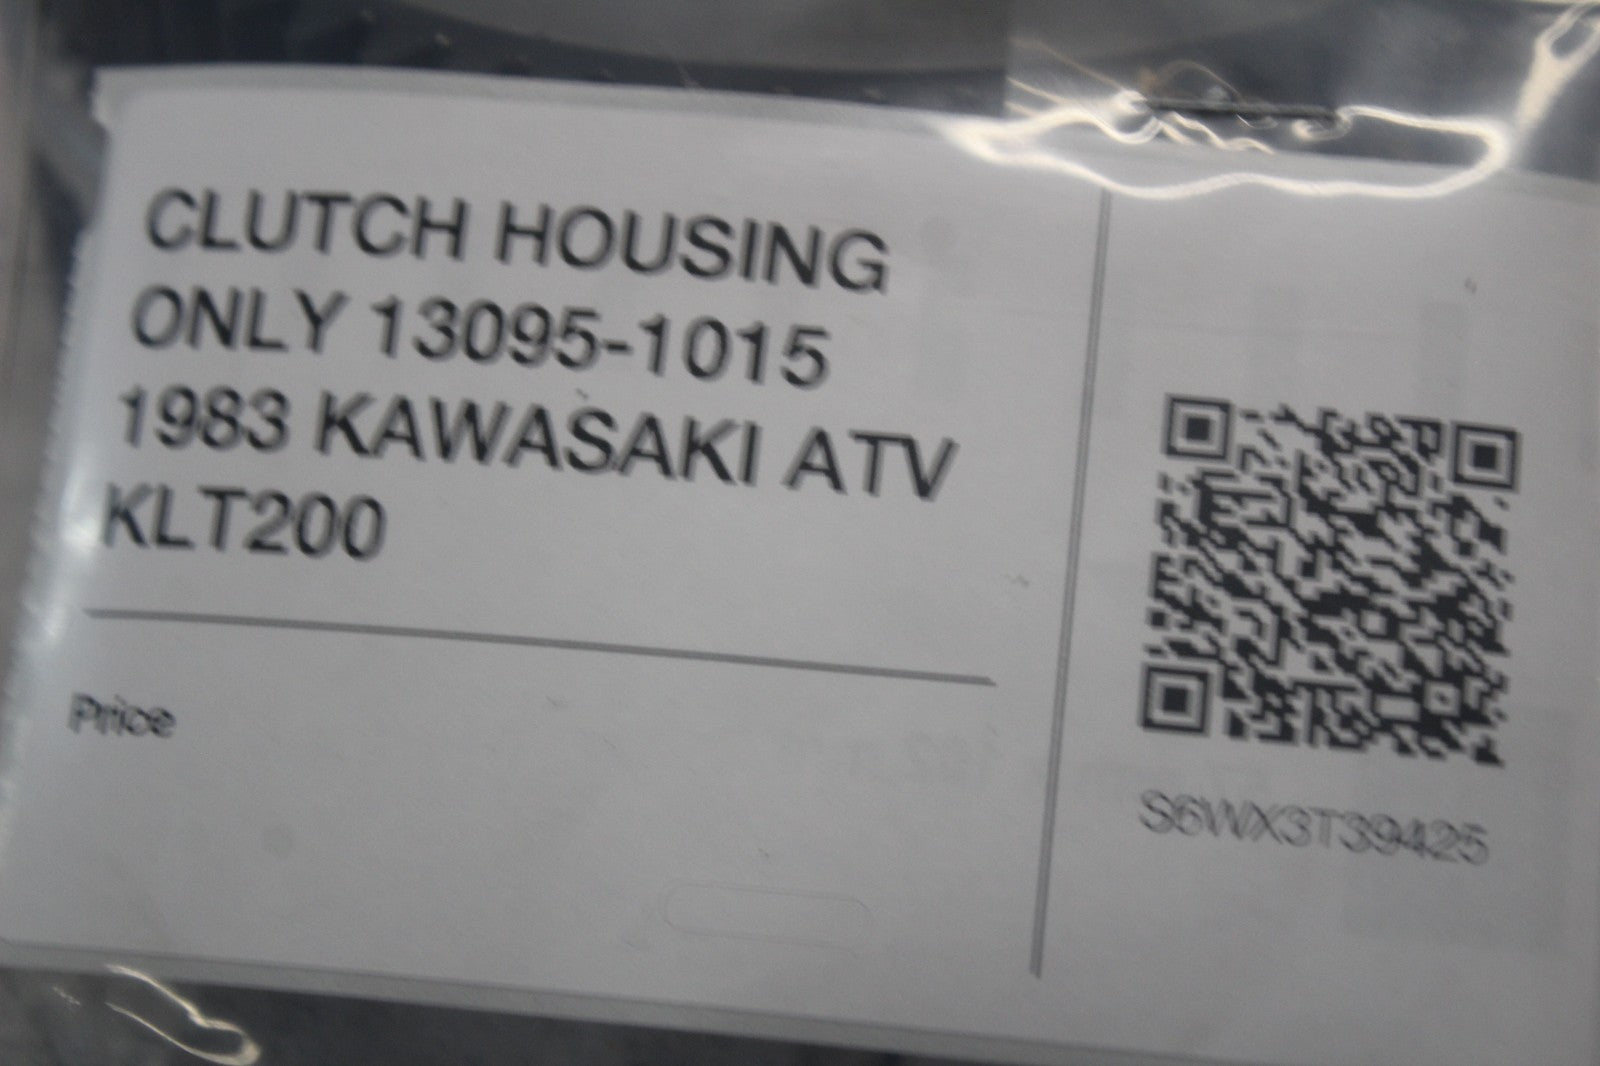 CLUTCH HOUSING
ONLY 13095-1015
1983 KAWASAKI ATV
KLT200
Price
S6WX3T39425